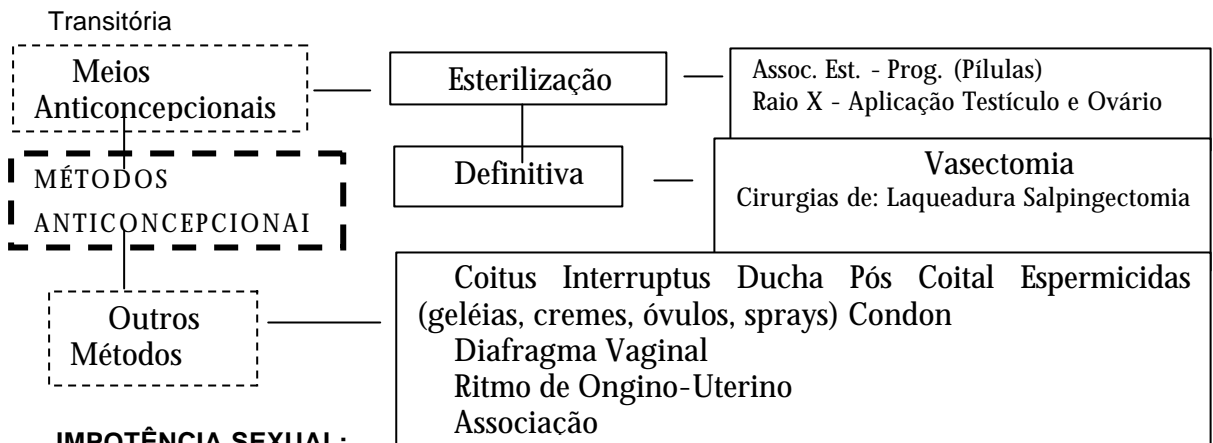 Transitória
Meios
Anticoncepcionais
Esterilização
Assoc. Est. - Prog. (Pílulas)
Raio X - Aplicação Testículo e Ovário
MÉTODOS
ANTICONCEPCIONAI
Definitiva
Vasectomia
Cirurgias de: Laqueadura Salpingectomia
Outros
Métodos
Coitus Interruptus Ducha Pós Coital Espermicidas
(geléias, cremes, óvulos, sprays) Condon
Diafragma Vaginal
Ritmo de Ongino-Uterino
Associação
IMPOTÊNCIA SEXUAL: